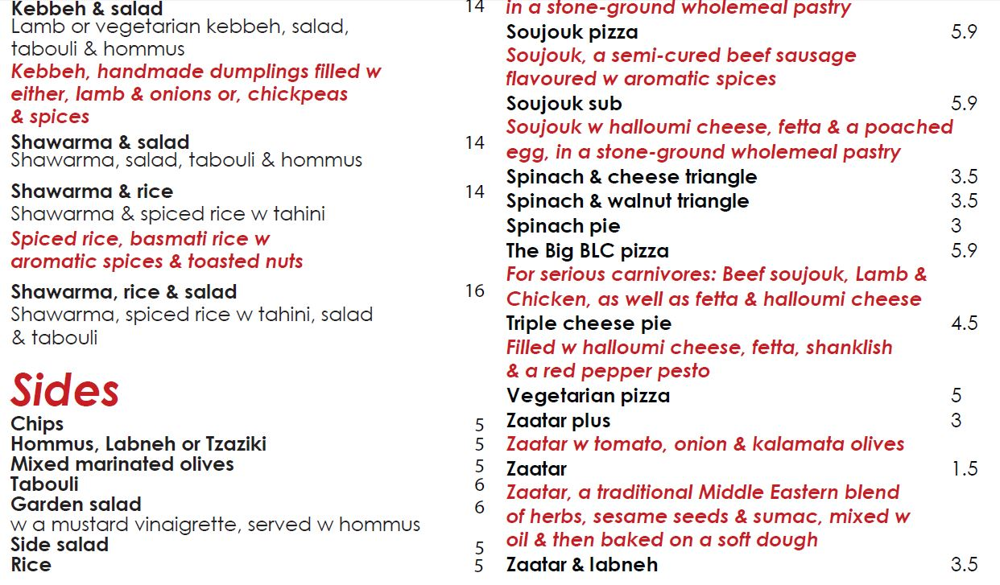 Kebbeh & salad 14
Lamb or vegetarian kebbeh, salad,
tabouli & hommus
Kebbeh, handmade dumplings filled w
either, lamb & onions or, chickpeas
& spices
Shawarma & salad 14
Shawarma, salad, tabouli & hommus
Shawarma & rice 14
Shawarma & spiced rice w tahini
Spiced rice, basmati rice w
aromatic spices & toasted nuts
Shawarma, rice & salad 16
Shawarma, spiced rice w tahini, salad
& tabouli
Sides
Chips 5
Hommus, Labneh or Tzaziki 5
Mixed marinated olives 5
Tabouli 6
Garden salad 6
w a mustard vinaigrette, served w hommus
Side salad 5
Rice 5
in a stone-ground wholemeal pastry
Soujouk pizza 5.9
Soujouk, a semi-cured beef sausage
flavoured w aromatic spices
Soujouk sub 5.9
Soujouk w halloumi cheese, fetta & a poached
egg, in a stone-ground wholemeal pastry
Spinach & cheese triangle 3.5
Spinach & walnut triangle 3.5
Spinach pie 3
The Big BLC pizza 5.9
For serious carnivores: Beef soujouk, Lamb &
Chicken, as well as fetta & halloumi cheese
Triple cheese pie 4.5
Filled w halloumi cheese, fetta, shanklish
& a red pepper pesto
Vegetarian pizza 5
Zaatar plus 3
Zaatar w tomato, onion & kalamata olives
Zaatar 1.5
Zaatar, a traditional Middle Eastern blend
of herbs, sesame seeds & sumac, mixed w
oil & then baked on a soft dough
Zaatar & labneh 3.5